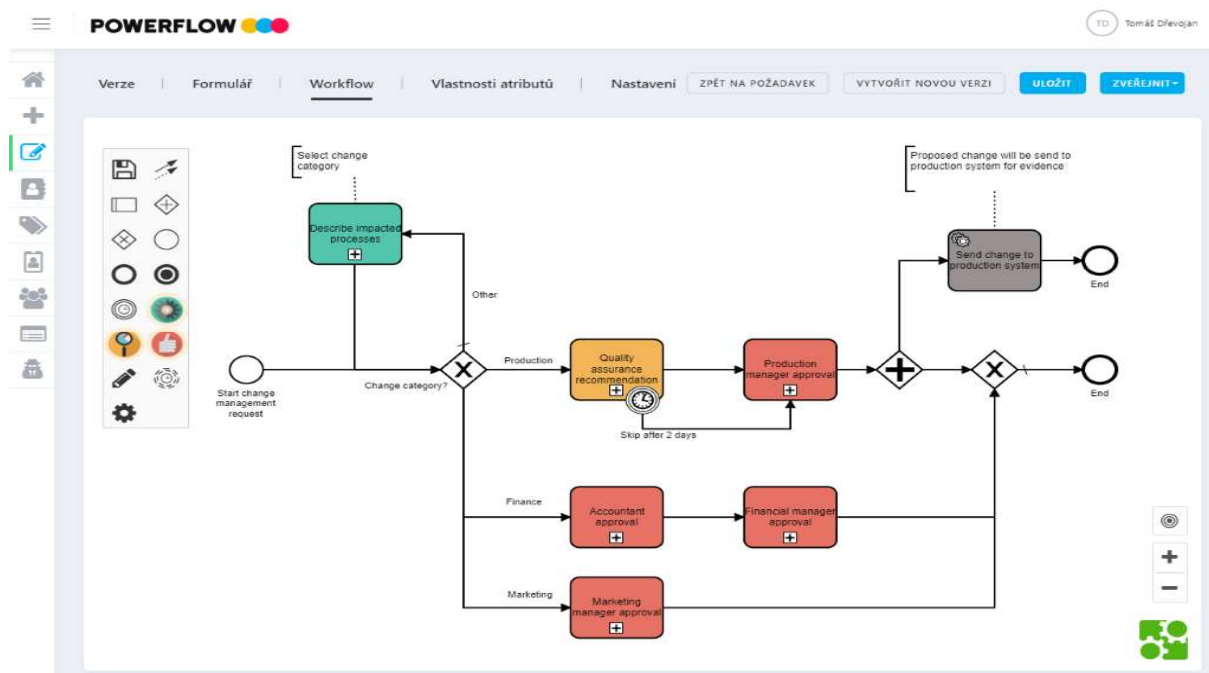 POWERFLOW
TD Tomáš Dřevojan
Verze
Formulář
Workflow
Vlastnosti atributů
Nastavení
ZPĚT NA POŽADAVEK
VYTVOŘIT NOVOU VERZI
ULOŽIT
ZVEŘEJNIT
Select change
category
Proposed change will be send to
production system for evidence
Describe impacted
processes
Send change to
production system
End
Other
Start change
management
request
Change category?
Production
Quality
assurance
recommendation
Skip after 2 days
Production
manager approval
End
Finance
Accountant
approval
Financial manager
approval
Marketing
Marketing
manager approval